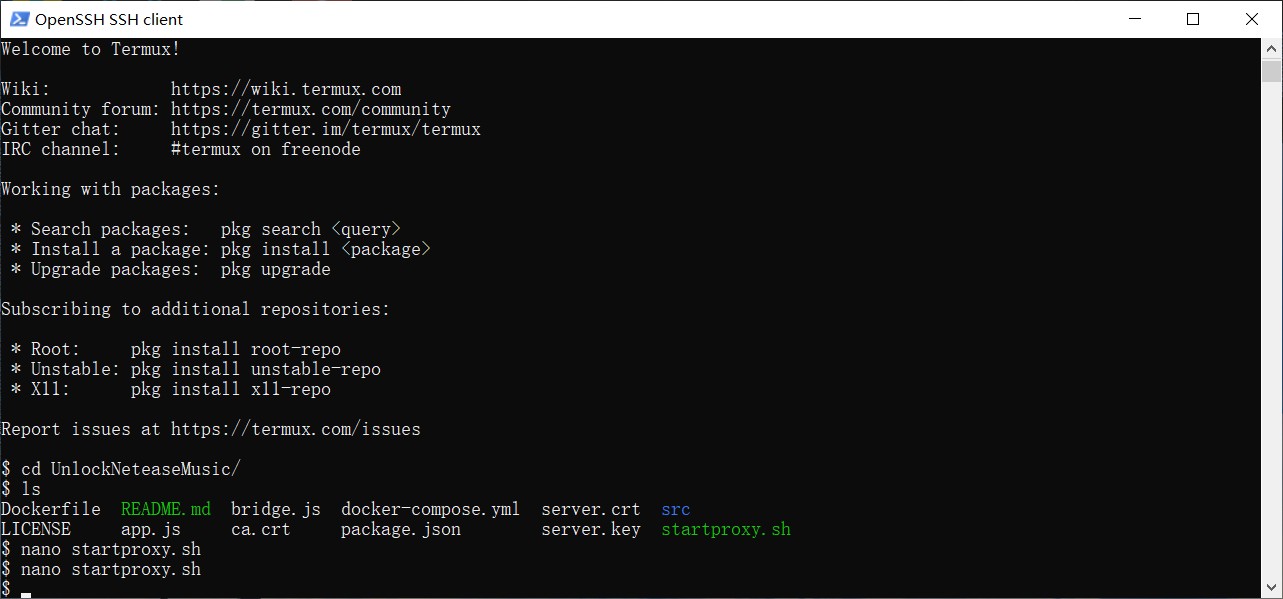 OpenSSH SSH client
Welcome to Termux!
Wiki: https://wiki.termux.com
Community forum: https://termux.com/community
Gitter chat: https://gitter.im/termux/termux
IRC channel: #termux on freenode
Working with packages:
* Search packages: pkg search <query>
* Install a package: pkg install <package>
* Upgrade packages: pkg upgrade
Subscribing to additional repositories:
* Root: pkg install root-repo
* Unstable: pkg install unstable-repo
* X11: pkg install x11-repo
Report issues at https://termux.com/issues
$ cd UnlockNeteaseMusic/
$ ls
Dockerfile README.md bridge.js docker-compose.yml server.crt src
LICENSE app.js ca.crt package.json server.key startproxy.sh
$ nano startproxy.sh
$ nano startproxy.sh
$